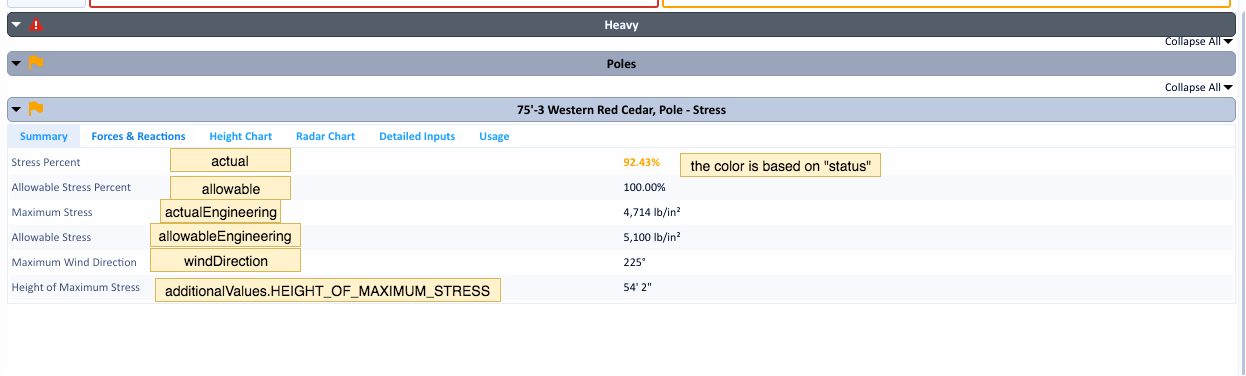 Heavy
Collapse All
Poles
Collapse All
75'-3 Western Red Cedar, Pole - Stress
Summary Forces & Reactions Height Chart Radar Chart Detailed Inputs Usage
Stress Percent actual 92.43% the color is based on "status"
Allowable Stress Percent allowable 100.00%
Maximum Stress actualEngineering 4,714 lb/in²
Allowable Stress allowableEngineering 5,100 lb/in²
Maximum Wind Direction windDirection 225°
Height of Maximum Stress additionalValues.HEIGHT_OF_MAXIMUM_STRESS 54' 2"